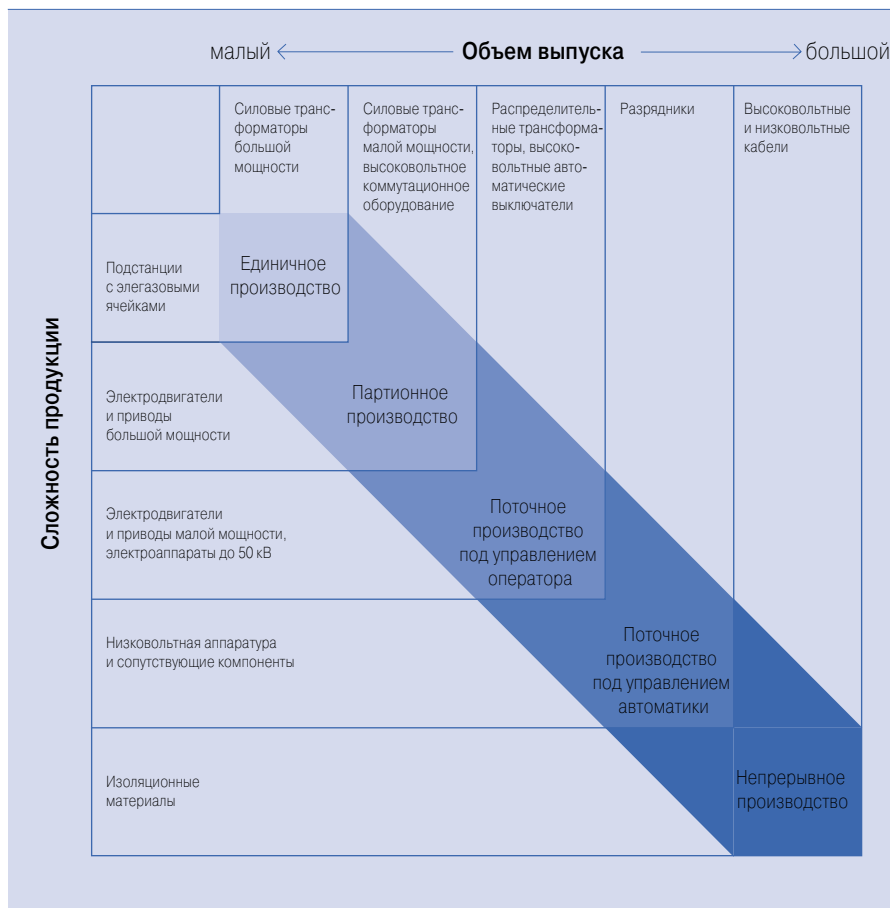 малый
Объем выпуска
большой
Силовые транс-
форматоры
большой
мощности
Силовые транс-
форматоры
малой мощности,
высоковольтное
коммутационное
оборудование
Распределитель-
ные трансформа-
торы, высоко-
вольтные авто-
матические
выключатели
Разрядники
Высоковольтные
и низковольтные
кабели
Сложность продукции
Подстанции
с элегазовыми
ячейками
Единичное
производство
Электродвигатели
и приводы
большой мощности
Партионное
производство
Электродвигатели
и приводы малой мощности,
электроаппараты до 50 кВ
Поточное
производство
под управлением
оператора
Низковольтная аппаратура
и сопутствующие компоненты
Поточное
производство
под управлением
автоматики
Изоляционные
материалы
Непрерывное
производство